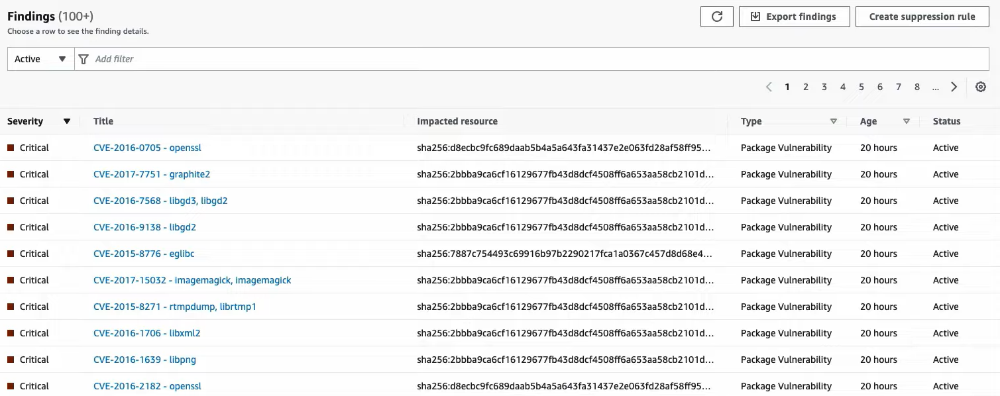 Findings (100+)
Choose a row to see the finding details.
Export findings
Create suppression rule
Active
Add filter
1 2 3 4 5 6 7 8 ...
Severity Title Impacted resource Type Age Status
Critical CVE-2016-0705 - openssl sha256:d8ecbc9fc689daab5b4a5a643fa31437e2e063fd28af58ff95... Package Vulnerability 20 hours Active
Critical CVE-2017-7751 - graphite2 sha256:2bbba9ca6cf16129677fb43d8dcf4508ff6a653aa58cb2101d... Package Vulnerability 20 hours Active
Critical CVE-2016-7568 - libgd3, libgd2 sha256:2bbba9ca6cf16129677fb43d8dcf4508ff6a653aa58cb2101d... Package Vulnerability 20 hours Active
Critical CVE-2016-9138 - libgd2 sha256:2bbba9ca6cf16129677fb43d8dcf4508ff6a653aa58cb2101d... Package Vulnerability 20 hours Active
Critical CVE-2015-8776 - eglibc sha256:7887c754493c69916b97b2290217fca1a0367c457d8d68e4... Package Vulnerability 20 hours Active
Critical CVE-2017-15032 - imagemagick, imagemagick sha256:2bbba9ca6cf16129677fb43d8dcf4508ff6a653aa58cb2101d... Package Vulnerability 20 hours Active
Critical CVE-2015-8271 - rtmpdump, librtmp1 sha256:2bbba9ca6cf16129677fb43d8dcf4508ff6a653aa58cb2101d... Package Vulnerability 20 hours Active
Critical CVE-2016-1706 - libxml2 sha256:2bbba9ca6cf16129677fb43d8dcf4508ff6a653aa58cb2101d... Package Vulnerability 20 hours Active
Critical CVE-2016-1639 - libpng sha256:2bbba9ca6cf16129677fb43d8dcf4508ff6a653aa58cb2101d... Package Vulnerability 20 hours Active
Critical CVE-2016-2182 - openssl sha256:d8ecbc9fc689daab5b4a5a643fa31437e2e063fd28af58ff95... Package Vulnerability 20 hours Active